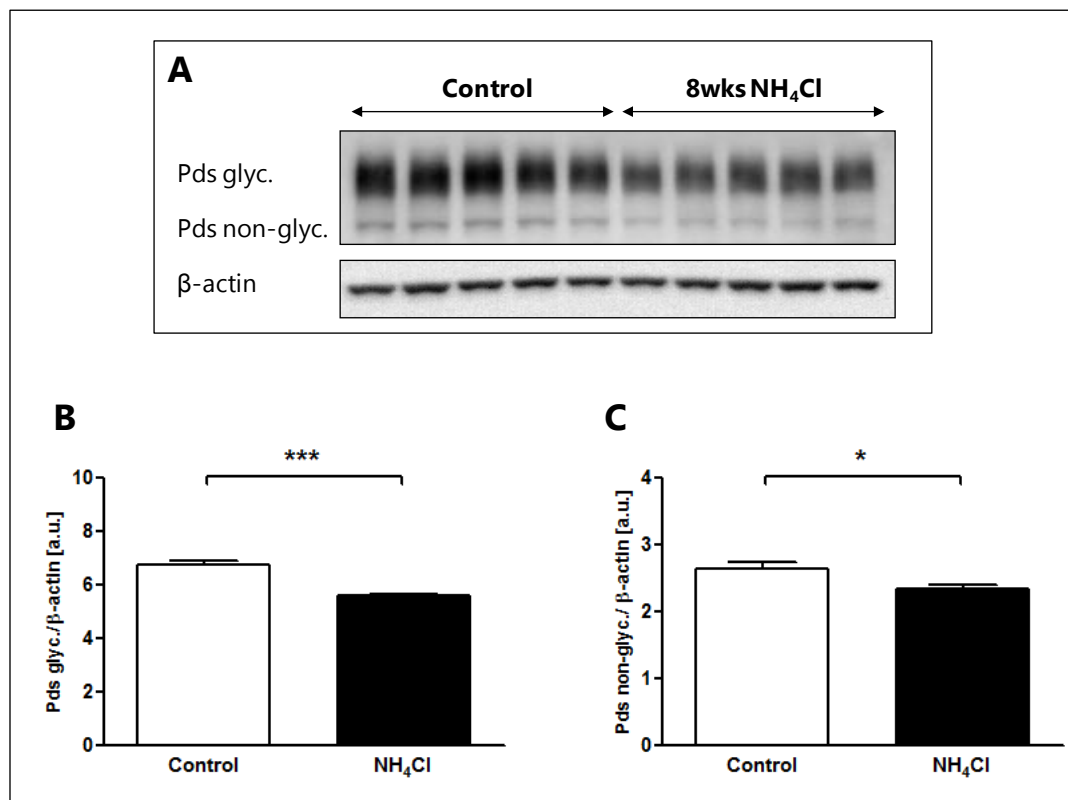 A
Control 8wks NH₄Cl
Pds glyc.
Pds non-glyc.
β-actin
B
***
Pds glyc./β-actin [a.u.]
10
8
6
4
2
0
Control NH₄Cl
C
*
Pds non-glyc./ β-actin [a.u.]
4
3
2
1
0
Control NH₄Cl